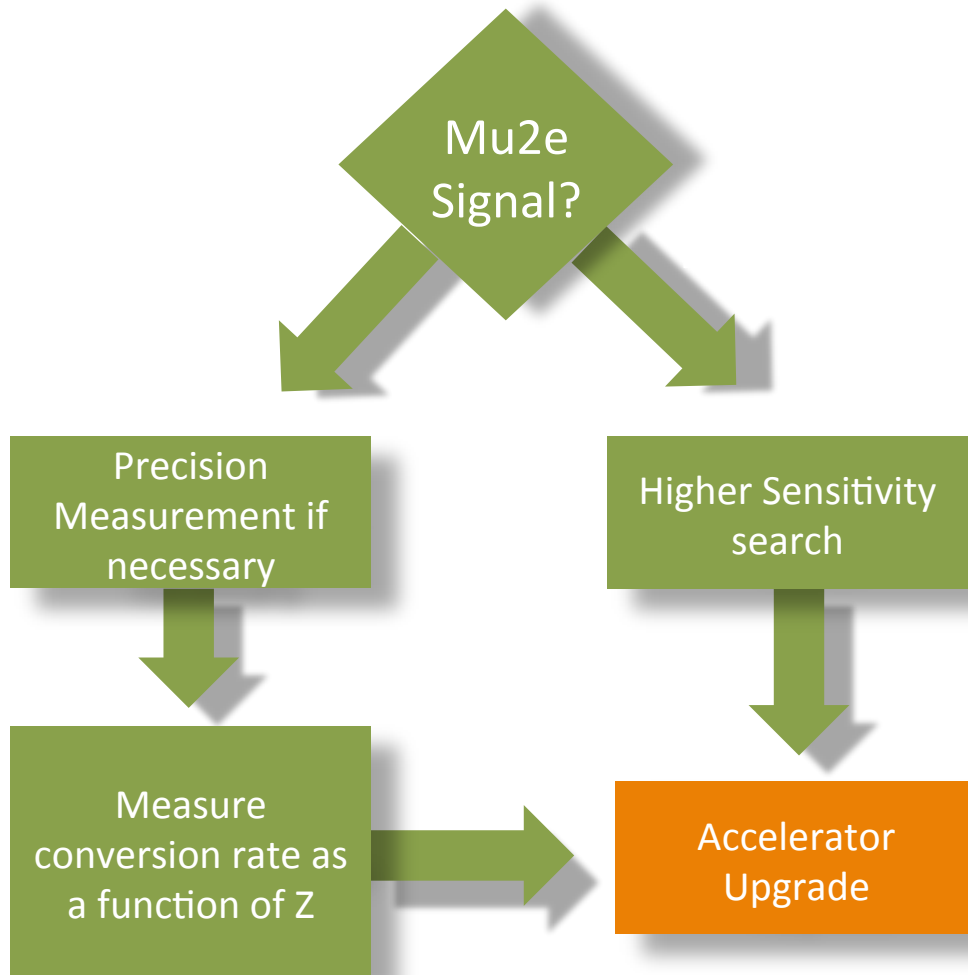 Mu2e
Signal?
Precision
Measurement if
necessary
Higher Sensitivity
search
Measure
conversion rate as
a function of Z
Accelerator
Upgrade